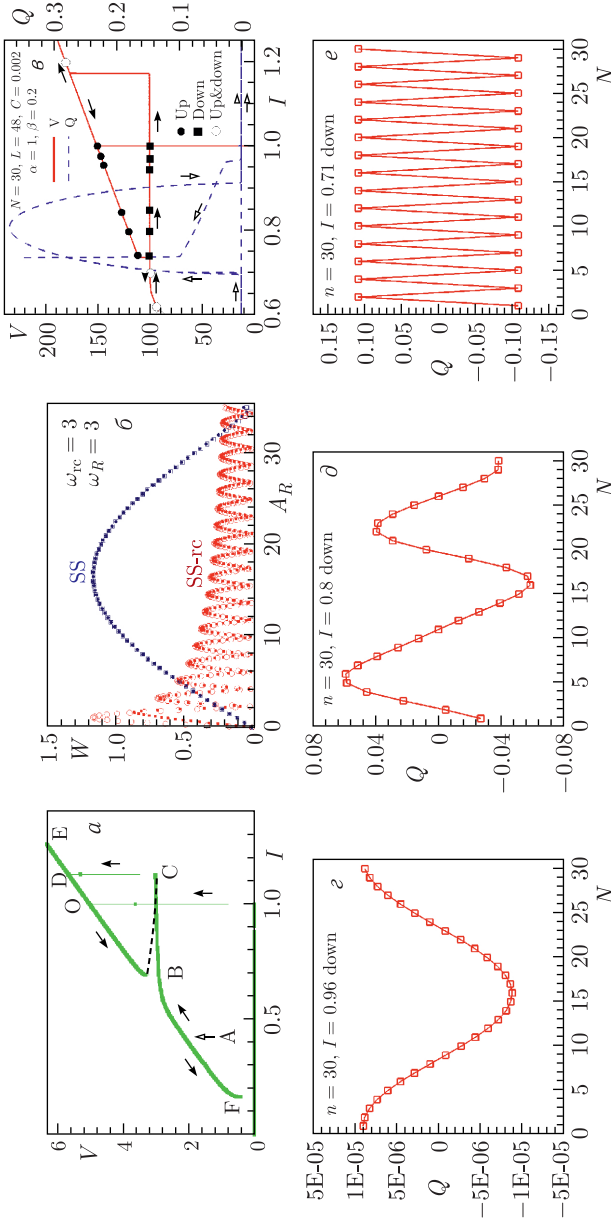 6
4
2
0
V
0.5
1.0
I
a
F
A
B
C
O
D
E
1.5
1.0
0.5
0
W
0
10
20
30
A_R
SS
SS-rc
ω_rc = 3
ω_R = 3
б
V
200
150
100
50
0
Q
0.3
0.2
0.1
0
0.6
0.8
1.0
1.2
I
N = 30, L = 48, C = 0.002
α = 1, β = 0.2
в
V
Q
Up
Down
Up&down
5E-05
1E-05
5E-06
0
−5E-06
−1E-05
−5E-05
Q
n = 30, I = 0.96 down
г
0
5
10
15
20
25
30
N
0.08
0.04
0
−0.04
−0.08
Q
n = 30, I = 0.8 down
д
0
5
10
15
20
25
30
N
0.15
0.10
0.05
0
−0.05
−0.10
−0.15
Q
n = 30, I = 0.71 down
е
0
5
10
15
20
25
30
N